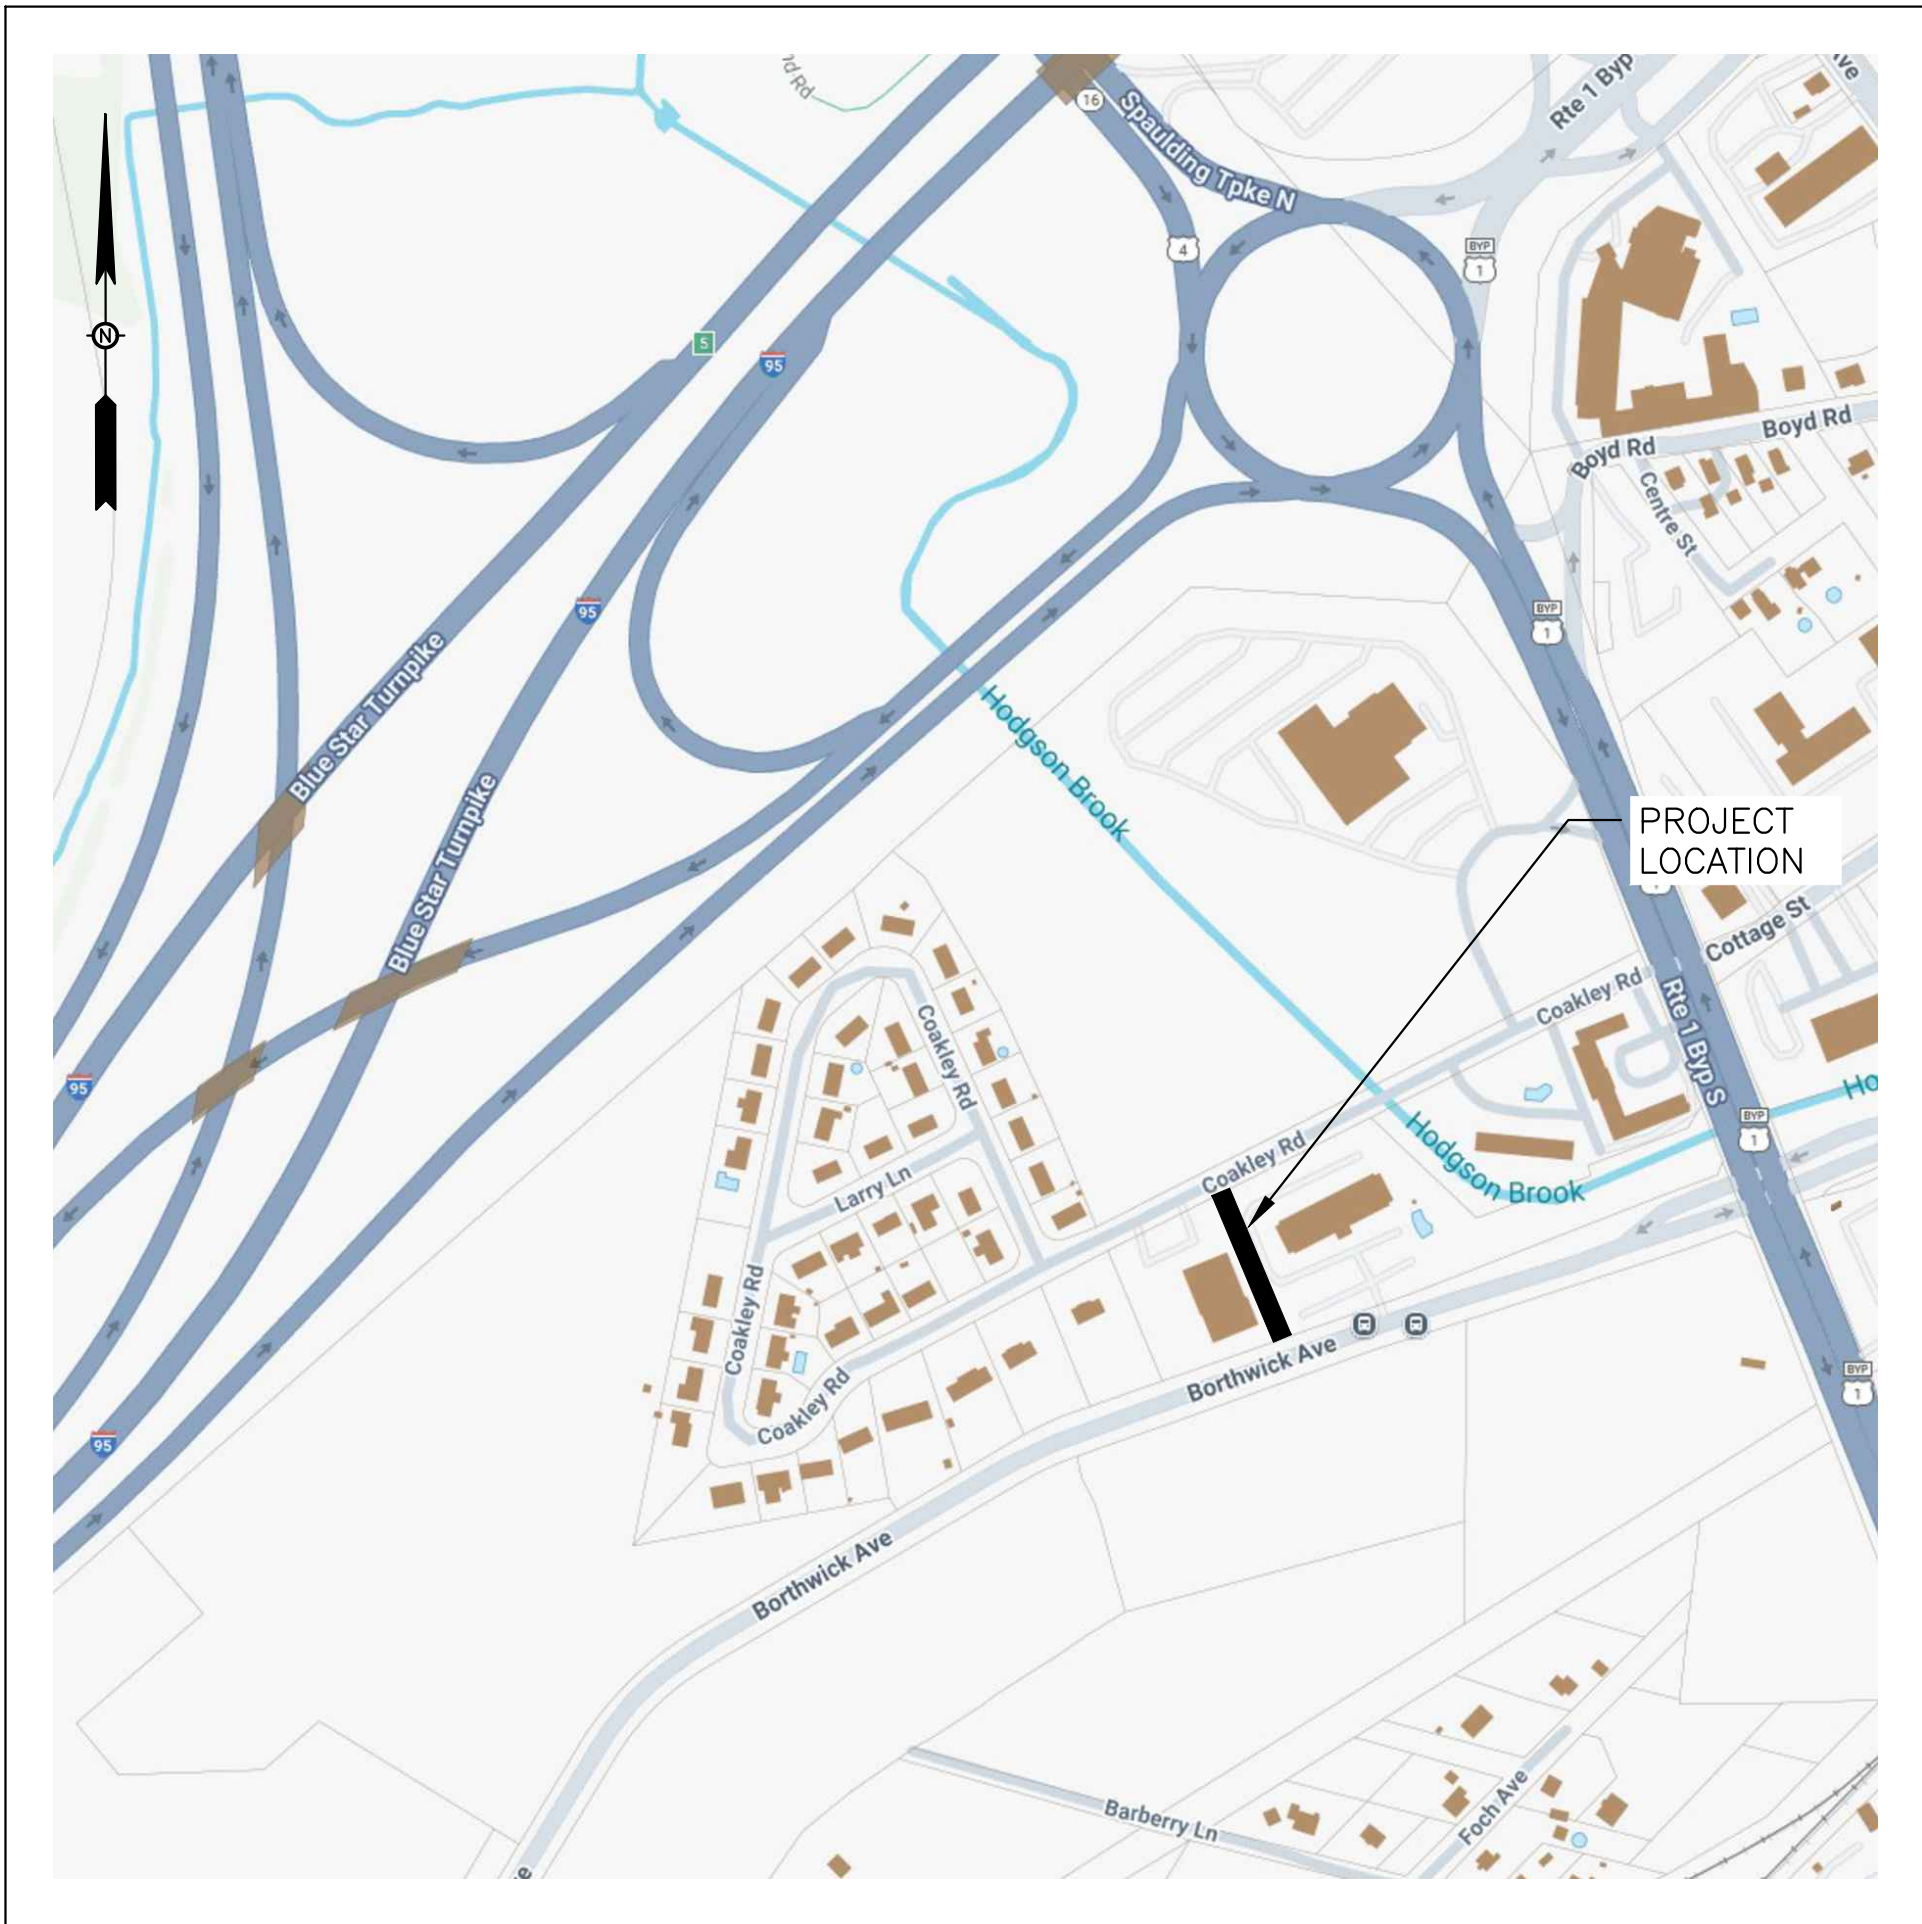 nd Rd
16
Spaulding Tpke N
Rte 1 Byp
ve
4
BYP
1
5
95
Boyd Rd
Boyd Rd
Centre St
95
BYP
1
Blue Star Turnpike
Hodgson Brook
Blue Star Turnpike
PROJECT
LOCATION
Cottage St
Coakley Rd
Rte 1 Byp S
95
Coakley Rd
Ho
BYP
1
Hodgson Brook
Coakley Rd
Larry Ln
Coakley Rd
Borthwick Ave
BYP
1
Coakley Rd
95
Borthwick Ave
Barberry Ln
Foch Ave
e
N